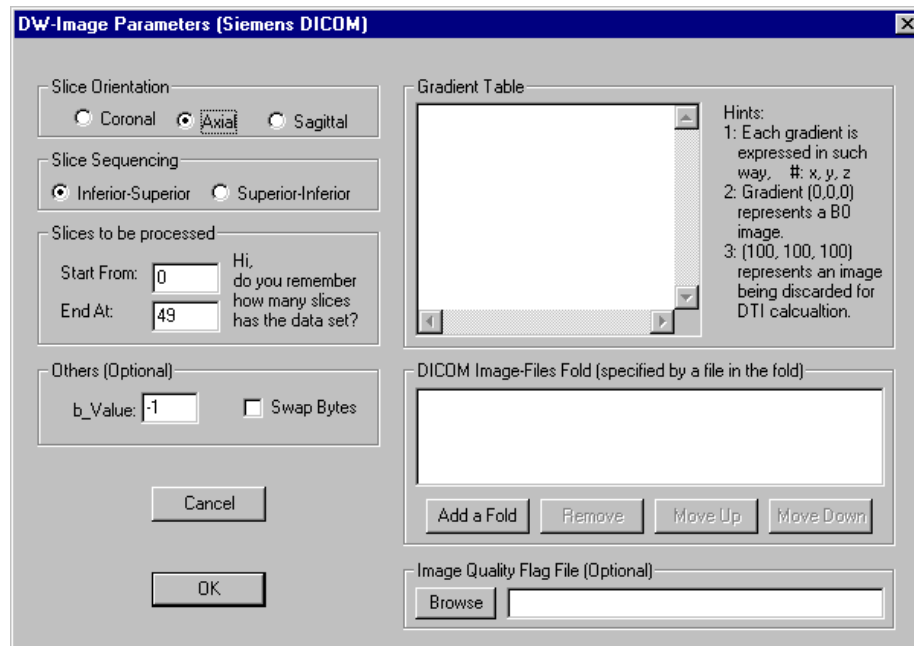 DW-Image Parameters (Siemens DICOM)
Slice Orientation
Coronal Axial Sagittal
Slice Sequencing
Inferior-Superior Superior-Inferior
Slices to be processed
Start From: 0
End At: 49
Hi,
do you remember
how many slices
has the data set?
Others (Optional)
b_Value: -1 Swap Bytes
Cancel
OK
Gradient Table
Hints:
1: Each gradient is
expressed in such
way, #: x, y, z
2: Gradient (0,0,0)
represents a B0
image.
3: (100, 100, 100)
represents an image
being discarded for
DTI calcualtion.
DICOM Image-Files Fold (specified by a file in the fold)
Add a Fold Remove Move Up Move Down
Image Quality Flag File (Optional)
Browse